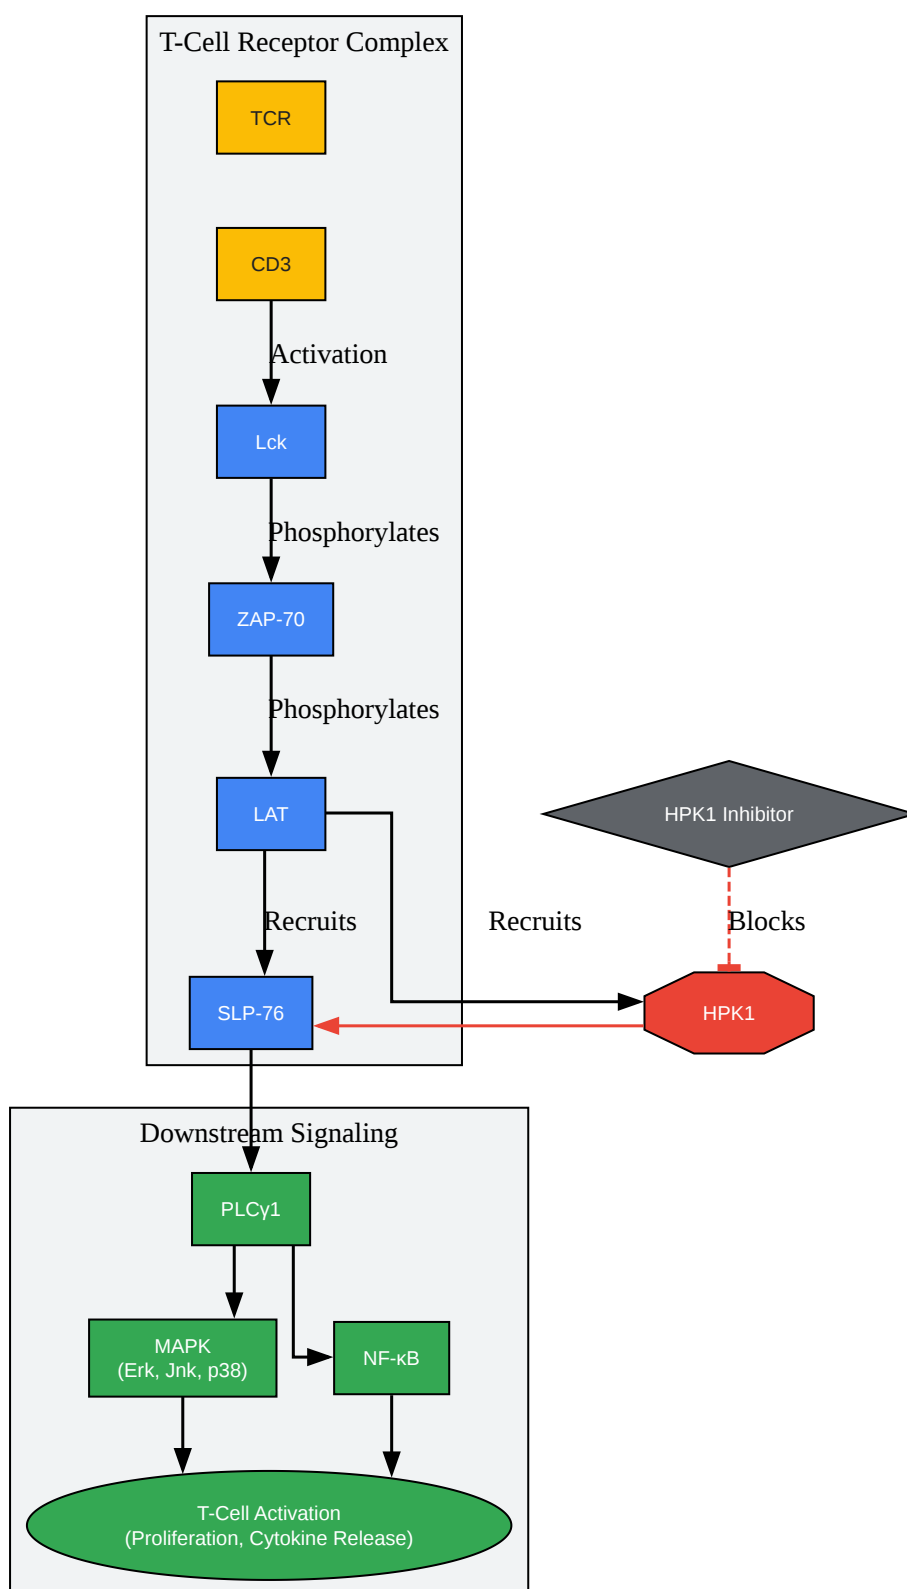 T-Cell Receptor Complex
TCR
CD3
Activation
Lck
Phosphorylates
ZAP-70
Phosphorylates
LAT
HPK1 Inhibitor
Recruits
Recruits
Blocks
SLP-76
HPK1
Downstream Signaling
PLCγ1
MAPK
(Erk, Jnk, p38)
NF-κB
T-Cell Activation
(Proliferation, Cytokine Release)